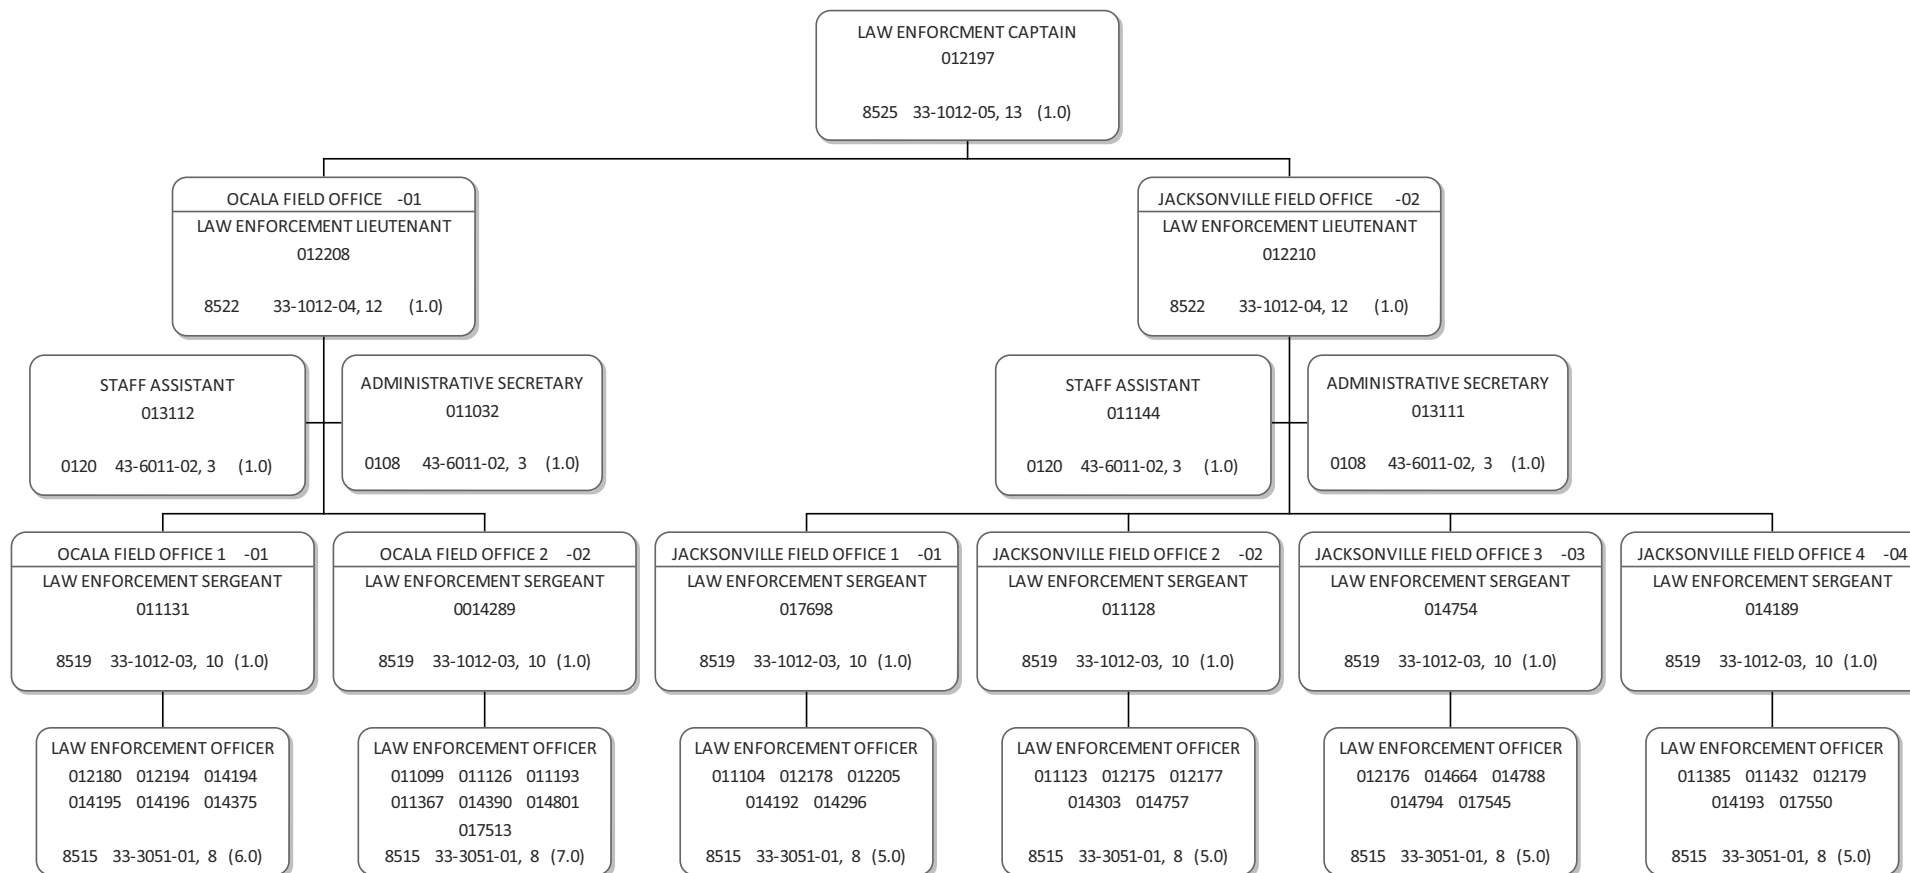 LAW ENFORCMENT CAPTAIN
012197
8525 33-1012-05, 13 (1.0)
OCALA FIELD OFFICE -01
LAW ENFORCEMENT LIEUTENANT
012208
8522 33-1012-04, 12 (1.0)
JACKSONVILLE FIELD OFFICE -02
LAW ENFORCEMENT LIEUTENANT
012210
8522 33-1012-04, 12 (1.0)
STAFF ASSISTANT
013112
0120 43-6011-02, 3 (1.0)
ADMINISTRATIVE SECRETARY
011032
0108 43-6011-02, 3 (1.0)
STAFF ASSISTANT
011144
0120 43-6011-02, 3 (1.0)
ADMINISTRATIVE SECRETARY
013111
0108 43-6011-02, 3 (1.0)
OCALA FIELD OFFICE 1 -01
LAW ENFORCEMENT SERGEANT
011131
8519 33-1012-03, 10 (1.0)
OCALA FIELD OFFICE 2 -02
LAW ENFORCEMENT SERGEANT
0014289
8519 33-1012-03, 10 (1.0)
JACKSONVILLE FIELD OFFICE 1 -01
LAW ENFORCEMENT SERGEANT
017698
8519 33-1012-03, 10 (1.0)
JACKSONVILLE FIELD OFFICE 2 -02
LAW ENFORCEMENT SERGEANT
011128
8519 33-1012-03, 10 (1.0)
JACKSONVILLE FIELD OFFICE 3 -03
LAW ENFORCEMENT SERGEANT
014754
8519 33-1012-03, 10 (1.0)
JACKSONVILLE FIELD OFFICE 4 -04
LAW ENFORCEMENT SERGEANT
014189
8519 33-1012-03, 10 (1.0)
LAW ENFORCEMENT OFFICER
012180 012194 014194
014195 014196 014375
8515 33-3051-01, 8 (6.0)
LAW ENFORCEMENT OFFICER
011099 011126 011193
011367 014390 014801
017513
8515 33-3051-01, 8 (7.0)
LAW ENFORCEMENT OFFICER
011104 012178 012205
014192 014296
8515 33-3051-01, 8 (5.0)
LAW ENFORCEMENT OFFICER
011123 012175 012177
014303 014757
8515 33-3051-01, 8 (5.0)
LAW ENFORCEMENT OFFICER
012176 014664 014788
014794 017545
8515 33-3051-01, 8 (5.0)
LAW ENFORCEMENT OFFICER
011385 011432 012179
014193 017550
8515 33-3051-01, 8 (5.0)